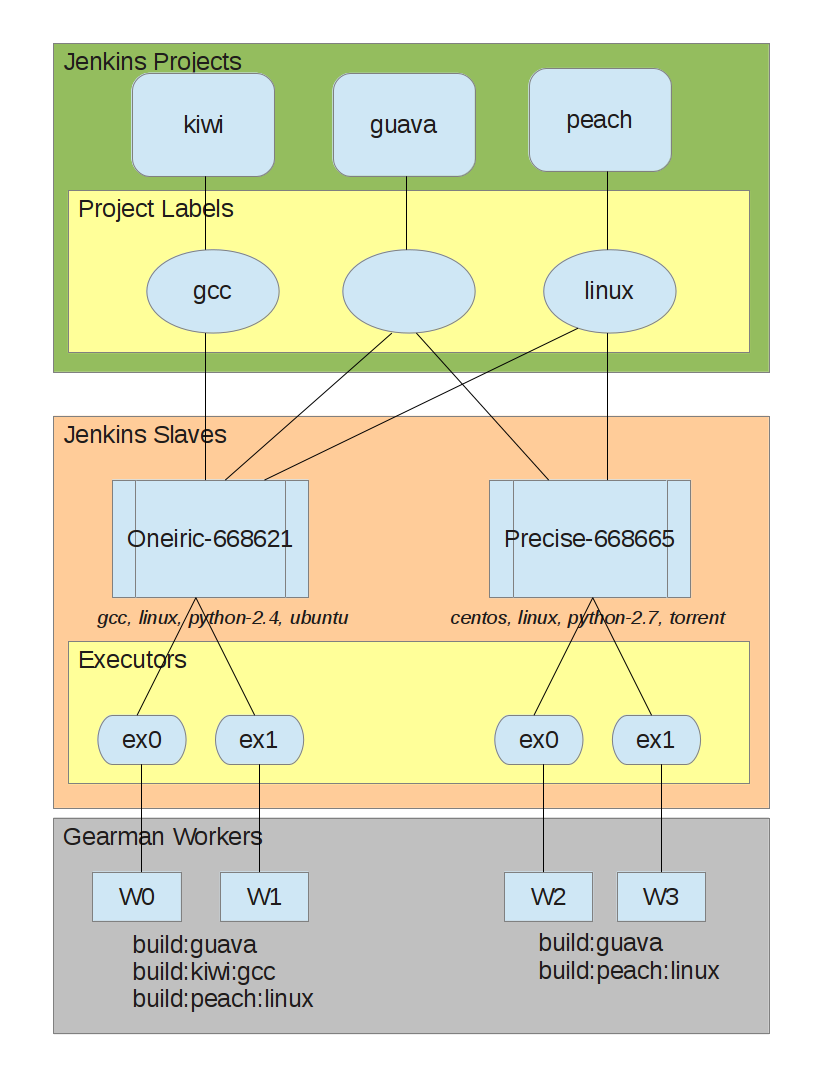 Jenkins Projects
kiwi
guava
peach
Project Labels
gcc
linux
Jenkins Slaves
Oneiric-668621
Precise-668665
gcc, linux, python-2.4, ubuntu
centos, linux, python-2.7, torrent
Executors
ex0
ex1
ex0
ex1
Gearman Workers
W0
W1
W2
W3
build:guava
build:kiwi:gcc
build:peach:linux
build:guava
build:peach:linux